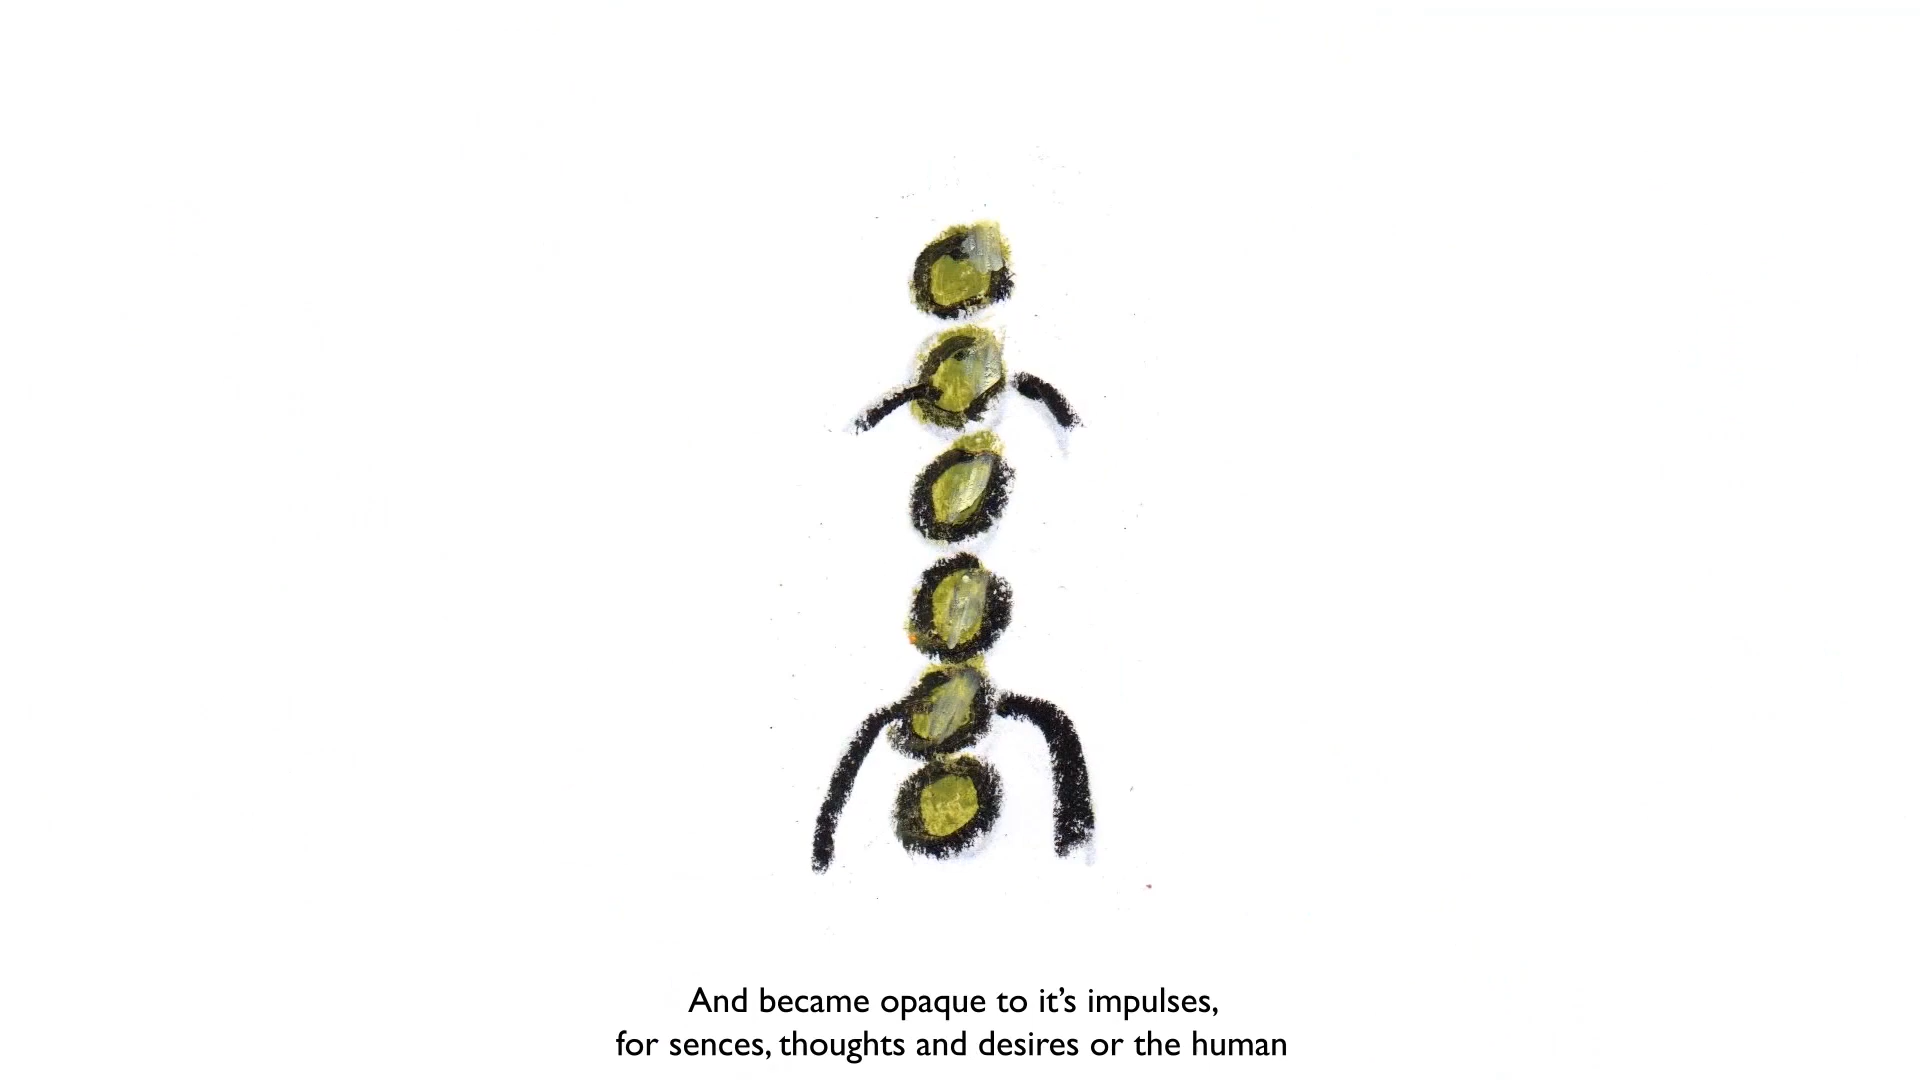 And became opaque to it’s impulses,
for sences, thoughts and desires or the human